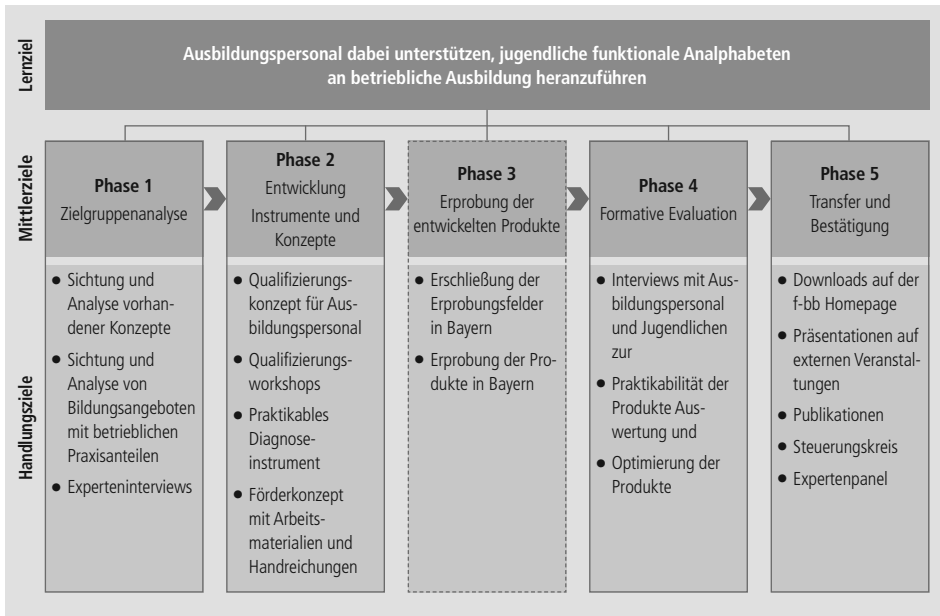 Lernziel
Ausbildungspersonal dabei unterstützen, jugendliche funktionale Analphabeten
an betriebliche Ausbildung heranzuführen
Mittlerziele
Phase 1
Zielgruppenanalyse
Phase 2
Entwicklung
Instrumente und
Konzepte
Phase 3
Erprobung der
entwickelten Produkte
Phase 4
Formative Evaluation
Phase 5
Transfer und
Bestätigung
Handlungsziele
● Sichtung und
Analyse vorhan-
dener Konzepte
● Sichtung und
Analyse von
Bildungsangeboten
mit betrieblichen
Praxisanteilen
● Experteninterviews
● Qualifizierungs-
konzept für Aus-
bildungspersonal
● Qualifizierungs-
workshops
● Praktikables
Diagnose-
instrument
● Förderkonzept
mit Arbeits-
materialien und
Handreichungen
● Erschließung der
Erprobungsfelder
in Bayern
● Erprobung der Pro-
dukte in Bayern
● Interviews mit Aus-
bildungspersonal
und Jugendlichen
zur
● Praktikabilität der
Produkte Aus-
wertung und
● Optimierung der
Produkte
● Downloads auf der
f-bb Homepage
● Präsentationen auf
externen Veranstal-
tungen
● Publikationen
● Steuerungskreis
● Expertenpanel